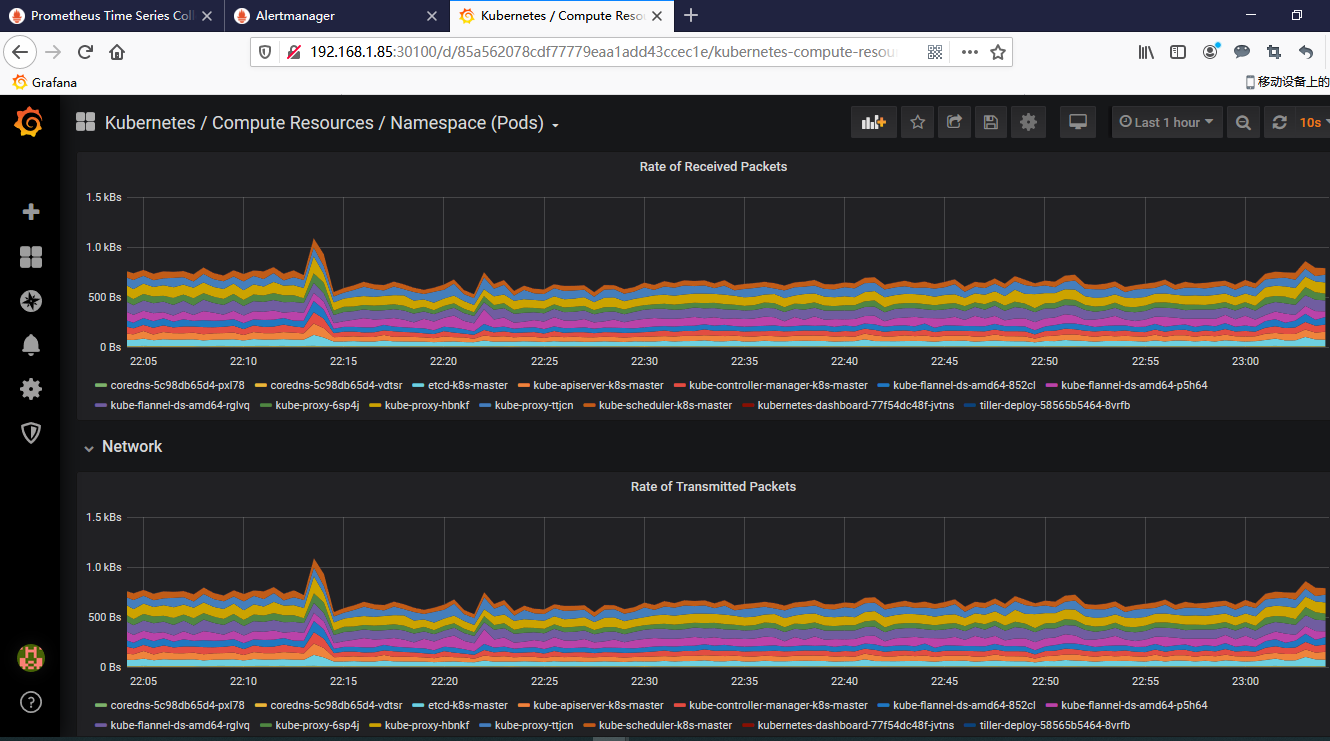 Prometheus Time Series Coll
Alertmanager
Kubernetes / Compute Reso
192.168.1.85:30100/d/85a562078cdf77779eaa1add43ccec1e/kubernetes-compute-resou
Grafana
移动设备上的
Kubernetes / Compute Resources / Namespace (Pods)
Last 1 hour
10s
Rate of Received Packets
1.5 kBs
1.0 kBs
500 Bs
0 Bs
22:05 22:10 22:15 22:20 22:25 22:30 22:35 22:40 22:45 22:50 22:55 23:00
coredns-5c98db65d4-pxl78 coredns-5c98db65d4-vdtsr etcd-k8s-master kube-apiserver-k8s-master kube-controller-manager-k8s-master kube-flannel-ds-amd64-852cl kube-flannel-ds-amd64-p5h64
kube-flannel-ds-amd64-rglvq kube-proxy-6sp4j kube-proxy-hbnkf kube-proxy-ttjcn kube-scheduler-k8s-master kubernetes-dashboard-77f54dc48f-jvtns tiller-deploy-58565b5464-8vrfb
Network
Rate of Transmitted Packets
1.5 kBs
1.0 kBs
500 Bs
0 Bs
22:05 22:10 22:15 22:20 22:25 22:30 22:35 22:40 22:45 22:50 22:55 23:00
coredns-5c98db65d4-pxl78 coredns-5c98db65d4-vdtsr etcd-k8s-master kube-apiserver-k8s-master kube-controller-manager-k8s-master kube-flannel-ds-amd64-852cl kube-flannel-ds-amd64-p5h64
kube-flannel-ds-amd64-rglvq kube-proxy-6sp4j kube-proxy-hbnkf kube-proxy-ttjcn kube-scheduler-k8s-master kubernetes-dashboard-77f54dc48f-jvtns tiller-deploy-58565b5464-8vrfb